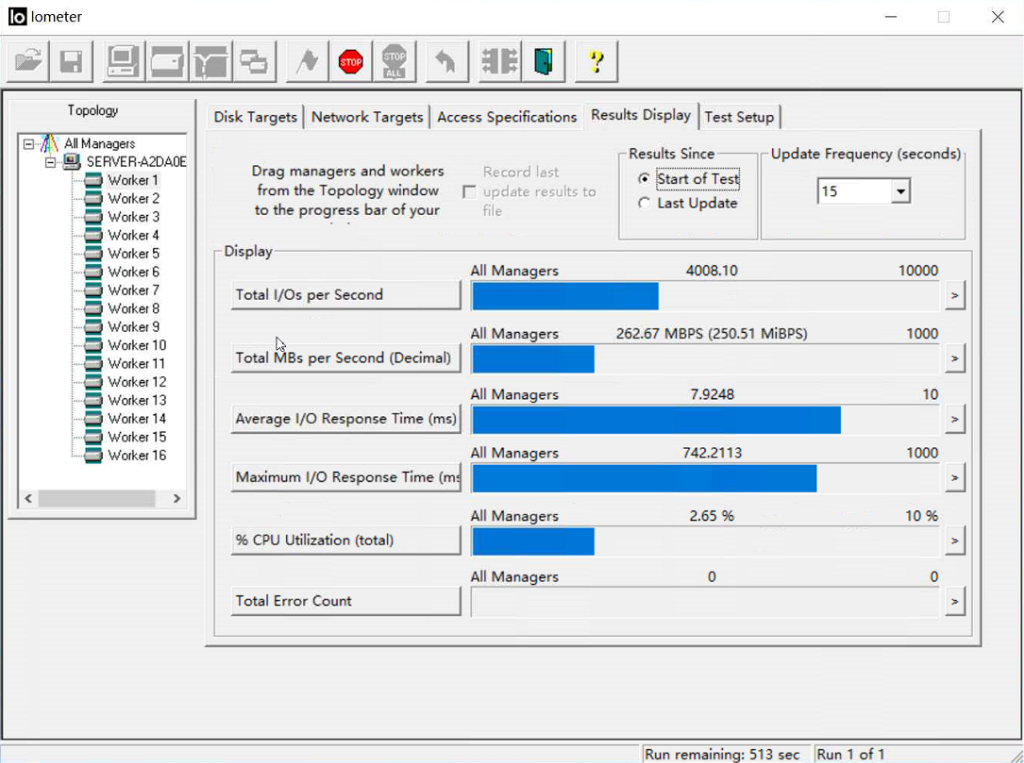 Iometer
STOP
STOP
ALL
Topology
All Managers
SERVER-A2DA0E
Worker 1
Worker 2
Worker 3
Worker 4
Worker 5
Worker 6
Worker 7
Worker 8
Worker 9
Worker 10
Worker 11
Worker 12
Worker 13
Worker 14
Worker 15
Worker 16
Disk Targets
Network Targets
Access Specifications
Results Display
Test Setup
Drag managers and workers
from the Topology window
to the progress bar of your
Record last
update results to
file
Results Since
Start of Test
Last Update
Update Frequency (seconds)
15
Display
All Managers 4008.10 10000
Total I/Os per Second >
All Managers 262.67 MBPS (250.51 MiBPS) 1000
Total MBs per Second (Decimal) >
All Managers 7.9248 10
Average I/O Response Time (ms) >
All Managers 742.2113 1000
Maximum I/O Response Time (ms >
All Managers 2.65 % 10 %
% CPU Utilization (total) >
All Managers 0 0
Total Error Count >
Run remaining: 513 sec
Run 1 of 1